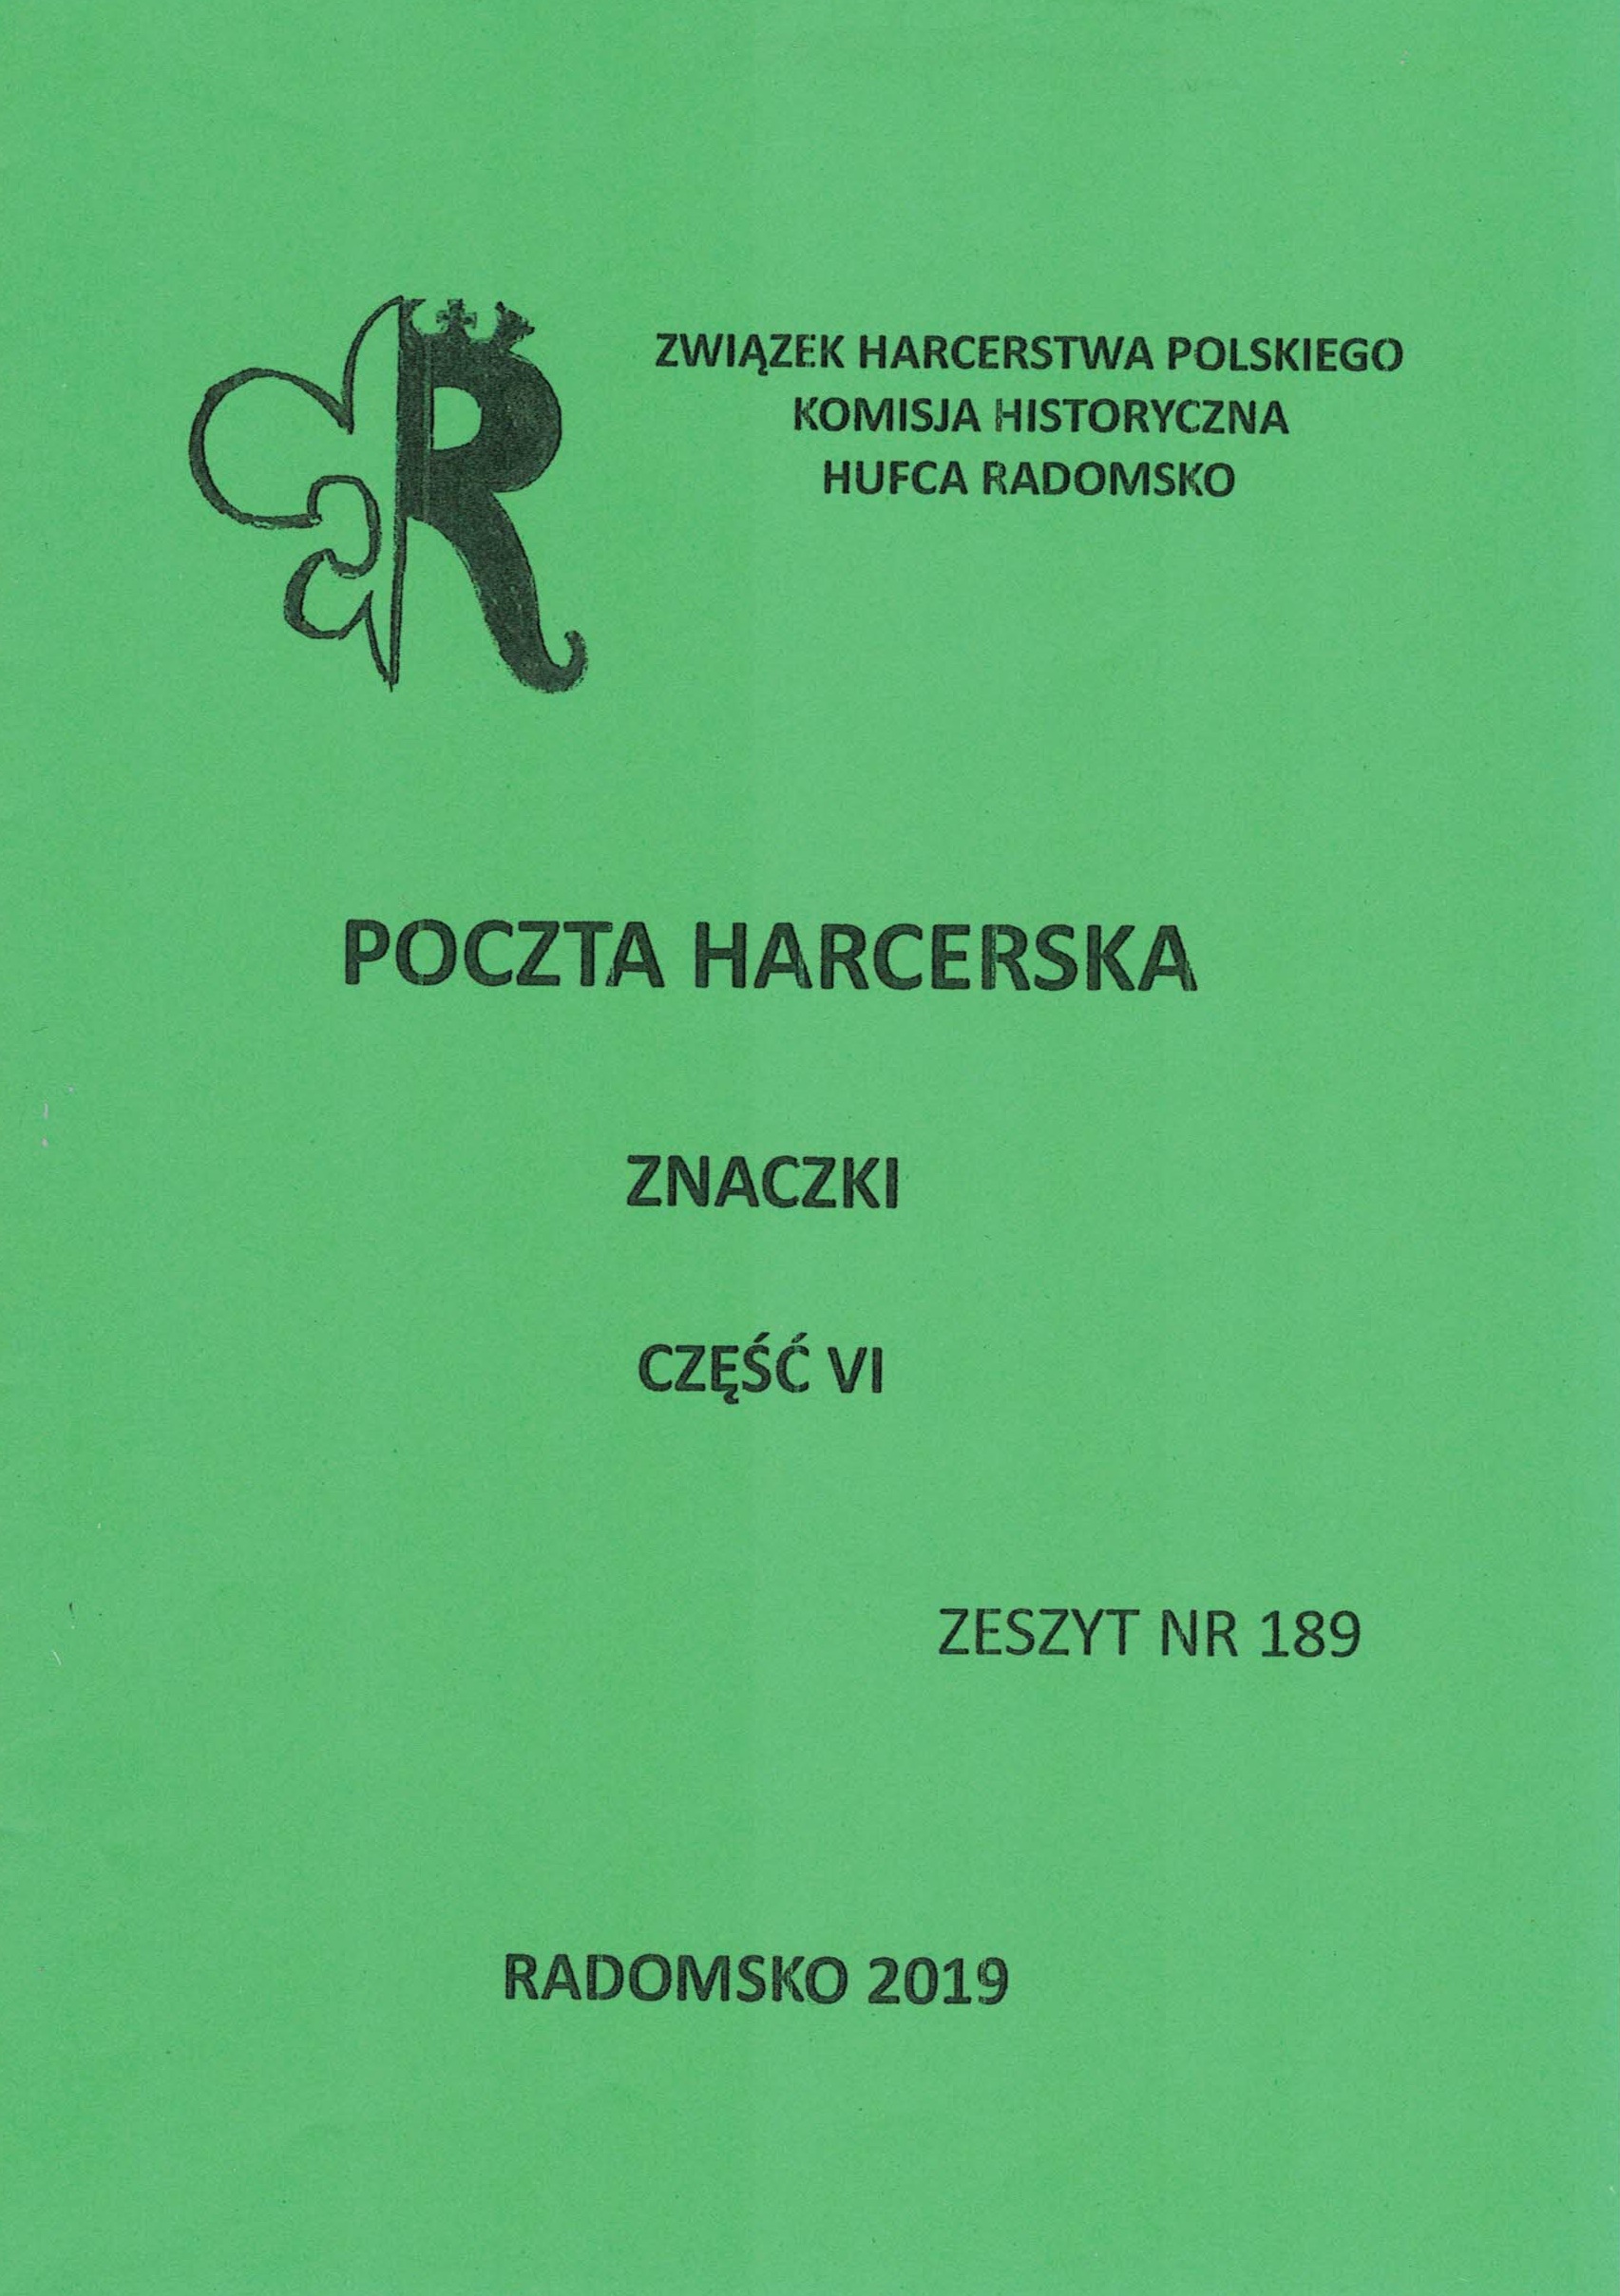 ZWIĄZEK HARCERSTWA POLSKIEGO
KOMISJA HISTORYCZNA
HUFCA RADOMSKO
R
POCZTA HARCERSKA
ZNACZKI
CZĘŚĆ VI
ZESZYT NR 189
RADOMSKO 2019